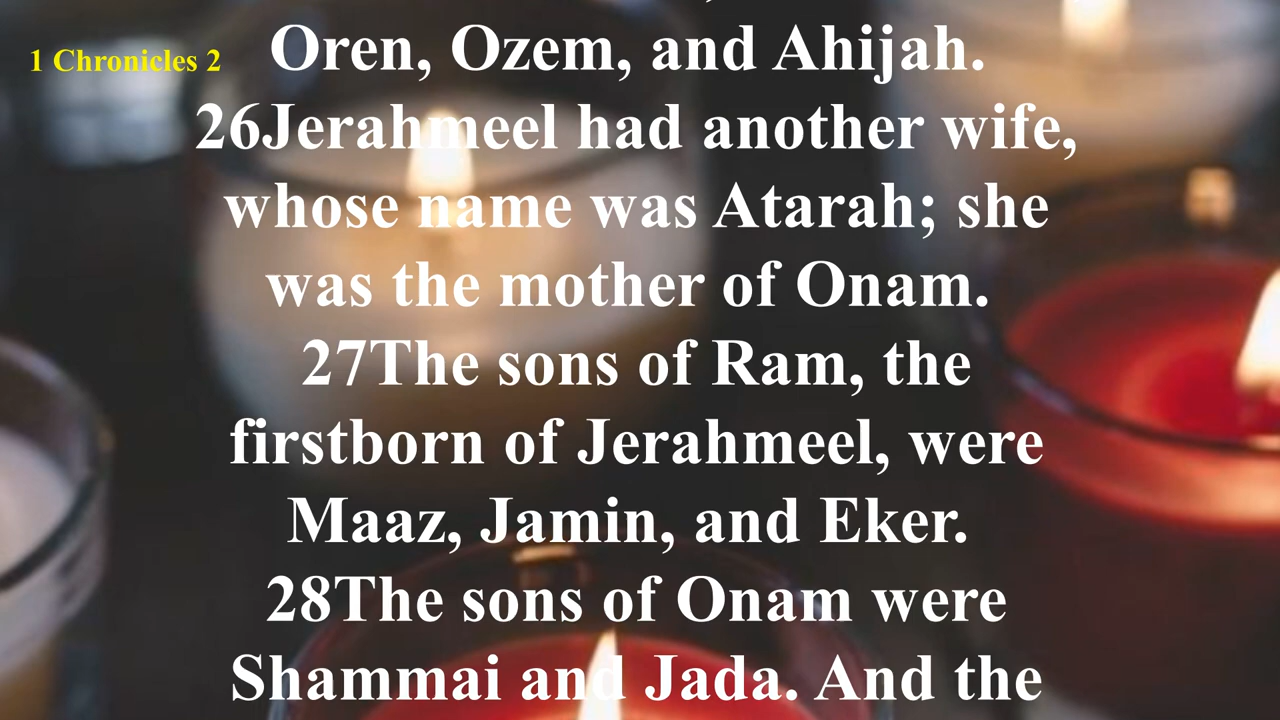 1 Chronicles 2
Oren, Ozem, and Ahijah.
26Jerahmeel had another wife,
whose name was Atarah; she
was the mother of Onam.
27The sons of Ram, the
firstborn of Jerahmeel, were
Maaz, Jamin, and Eker.
28The sons of Onam were
Shammai and Jada. And the